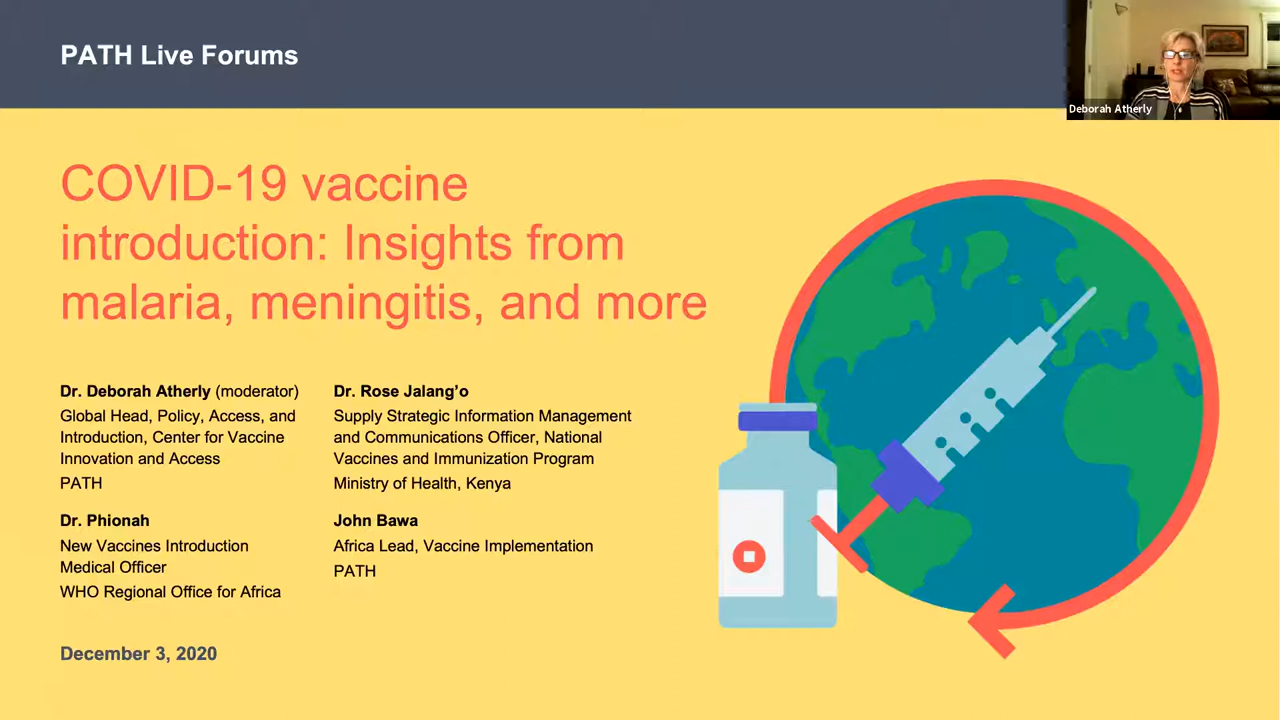 PATH Live Forums
Deborah Atherly
COVID-19 vaccine
introduction: Insights from
malaria, meningitis, and more
Dr. Deborah Atherly (moderator)
Global Head, Policy, Access, and
Introduction, Center for Vaccine
Innovation and Access
PATH
Dr. Rose Jalang’o
Supply Strategic Information Management
and Communications Officer, National
Vaccines and Immunization Program
Ministry of Health, Kenya
Dr. Phionah
New Vaccines Introduction
Medical Officer
WHO Regional Office for Africa
John Bawa
Africa Lead, Vaccine Implementation
PATH
December 3, 2020